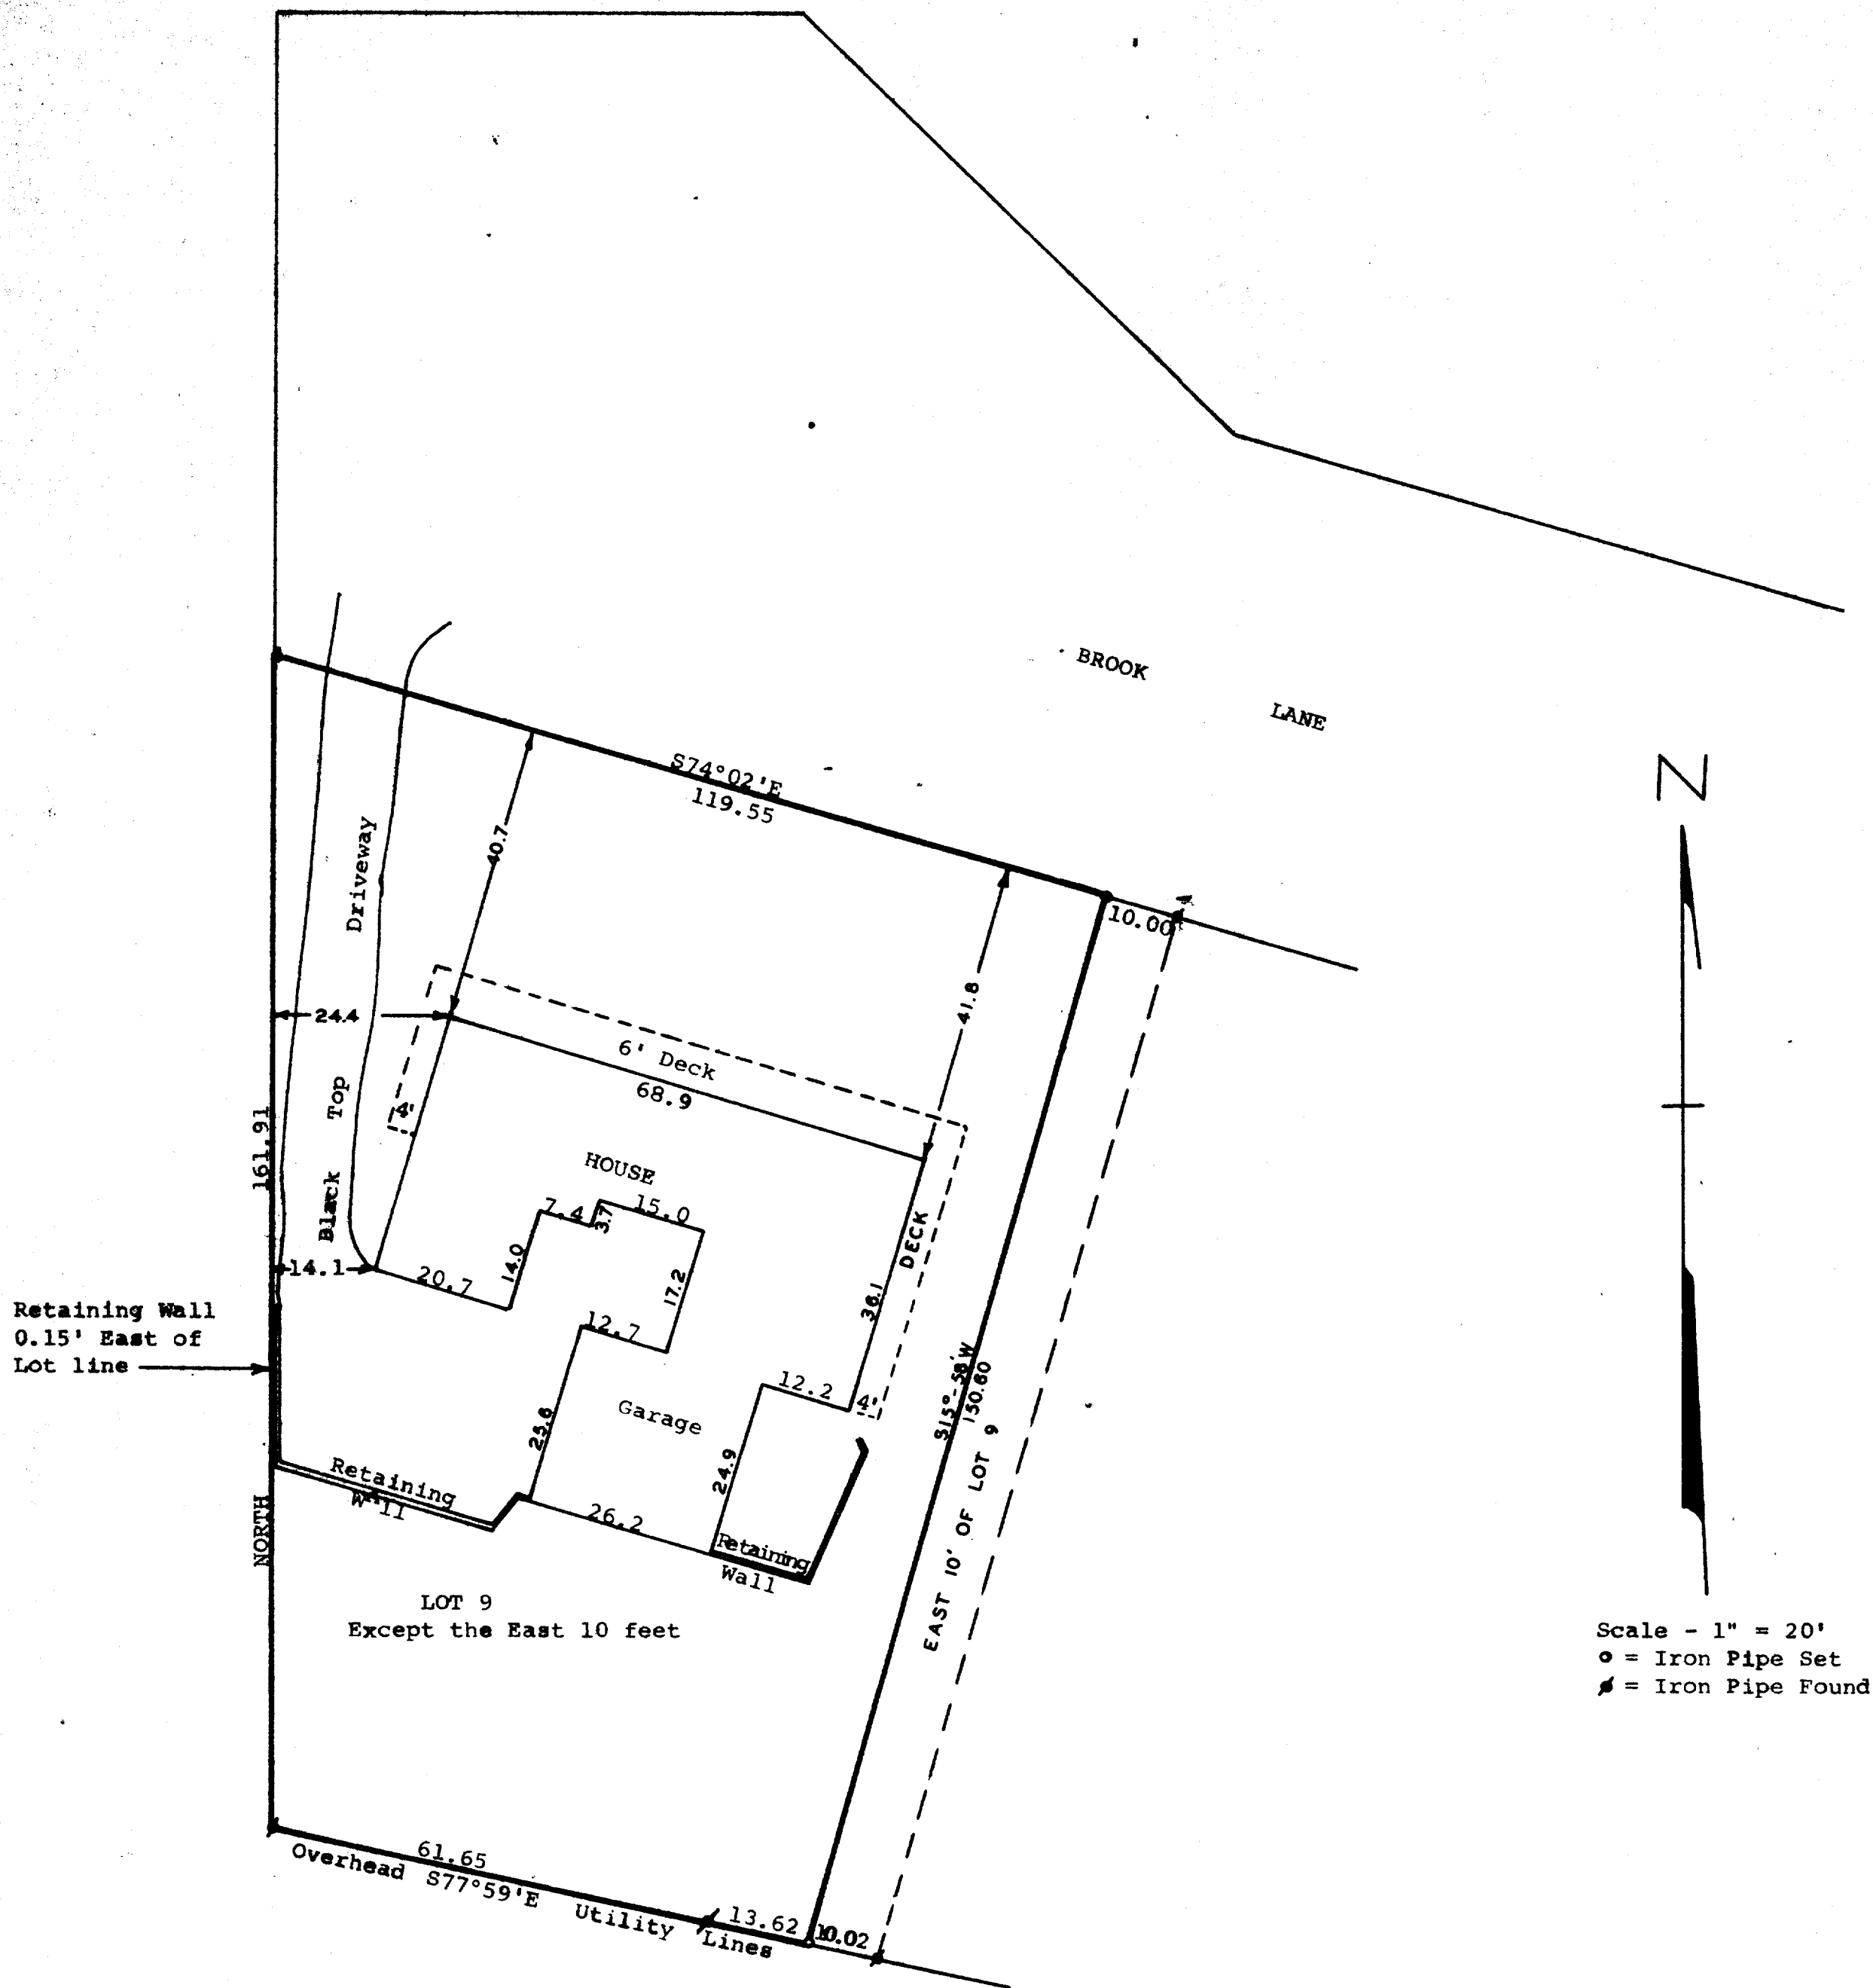 BROOK
LANE
S74°02'E
119.55
10.00
N
40.7
41.8
Driveway
24.4
6' Deck
68.9
4'
Top
161.91
HOUSE
Black
7.4
3.7
15.0
DECK
14.1
20.7
14.0
17.2
36.1
Retaining Wall
0.15' East of
Lot line
12.7
12.2
4'
S15°-58'W
150.60
Garage
25.6
24.9
EAST 10' OF LOT 9
Retaining
Wall
26.2
Retaining
Wall
NORTH
LOT 9
Except the East 10 feet
Scale - 1" = 20'
= Iron Pipe Set
= Iron Pipe Found
61.65
Overhead S77°59'E Utility Lines
13.62
10.02